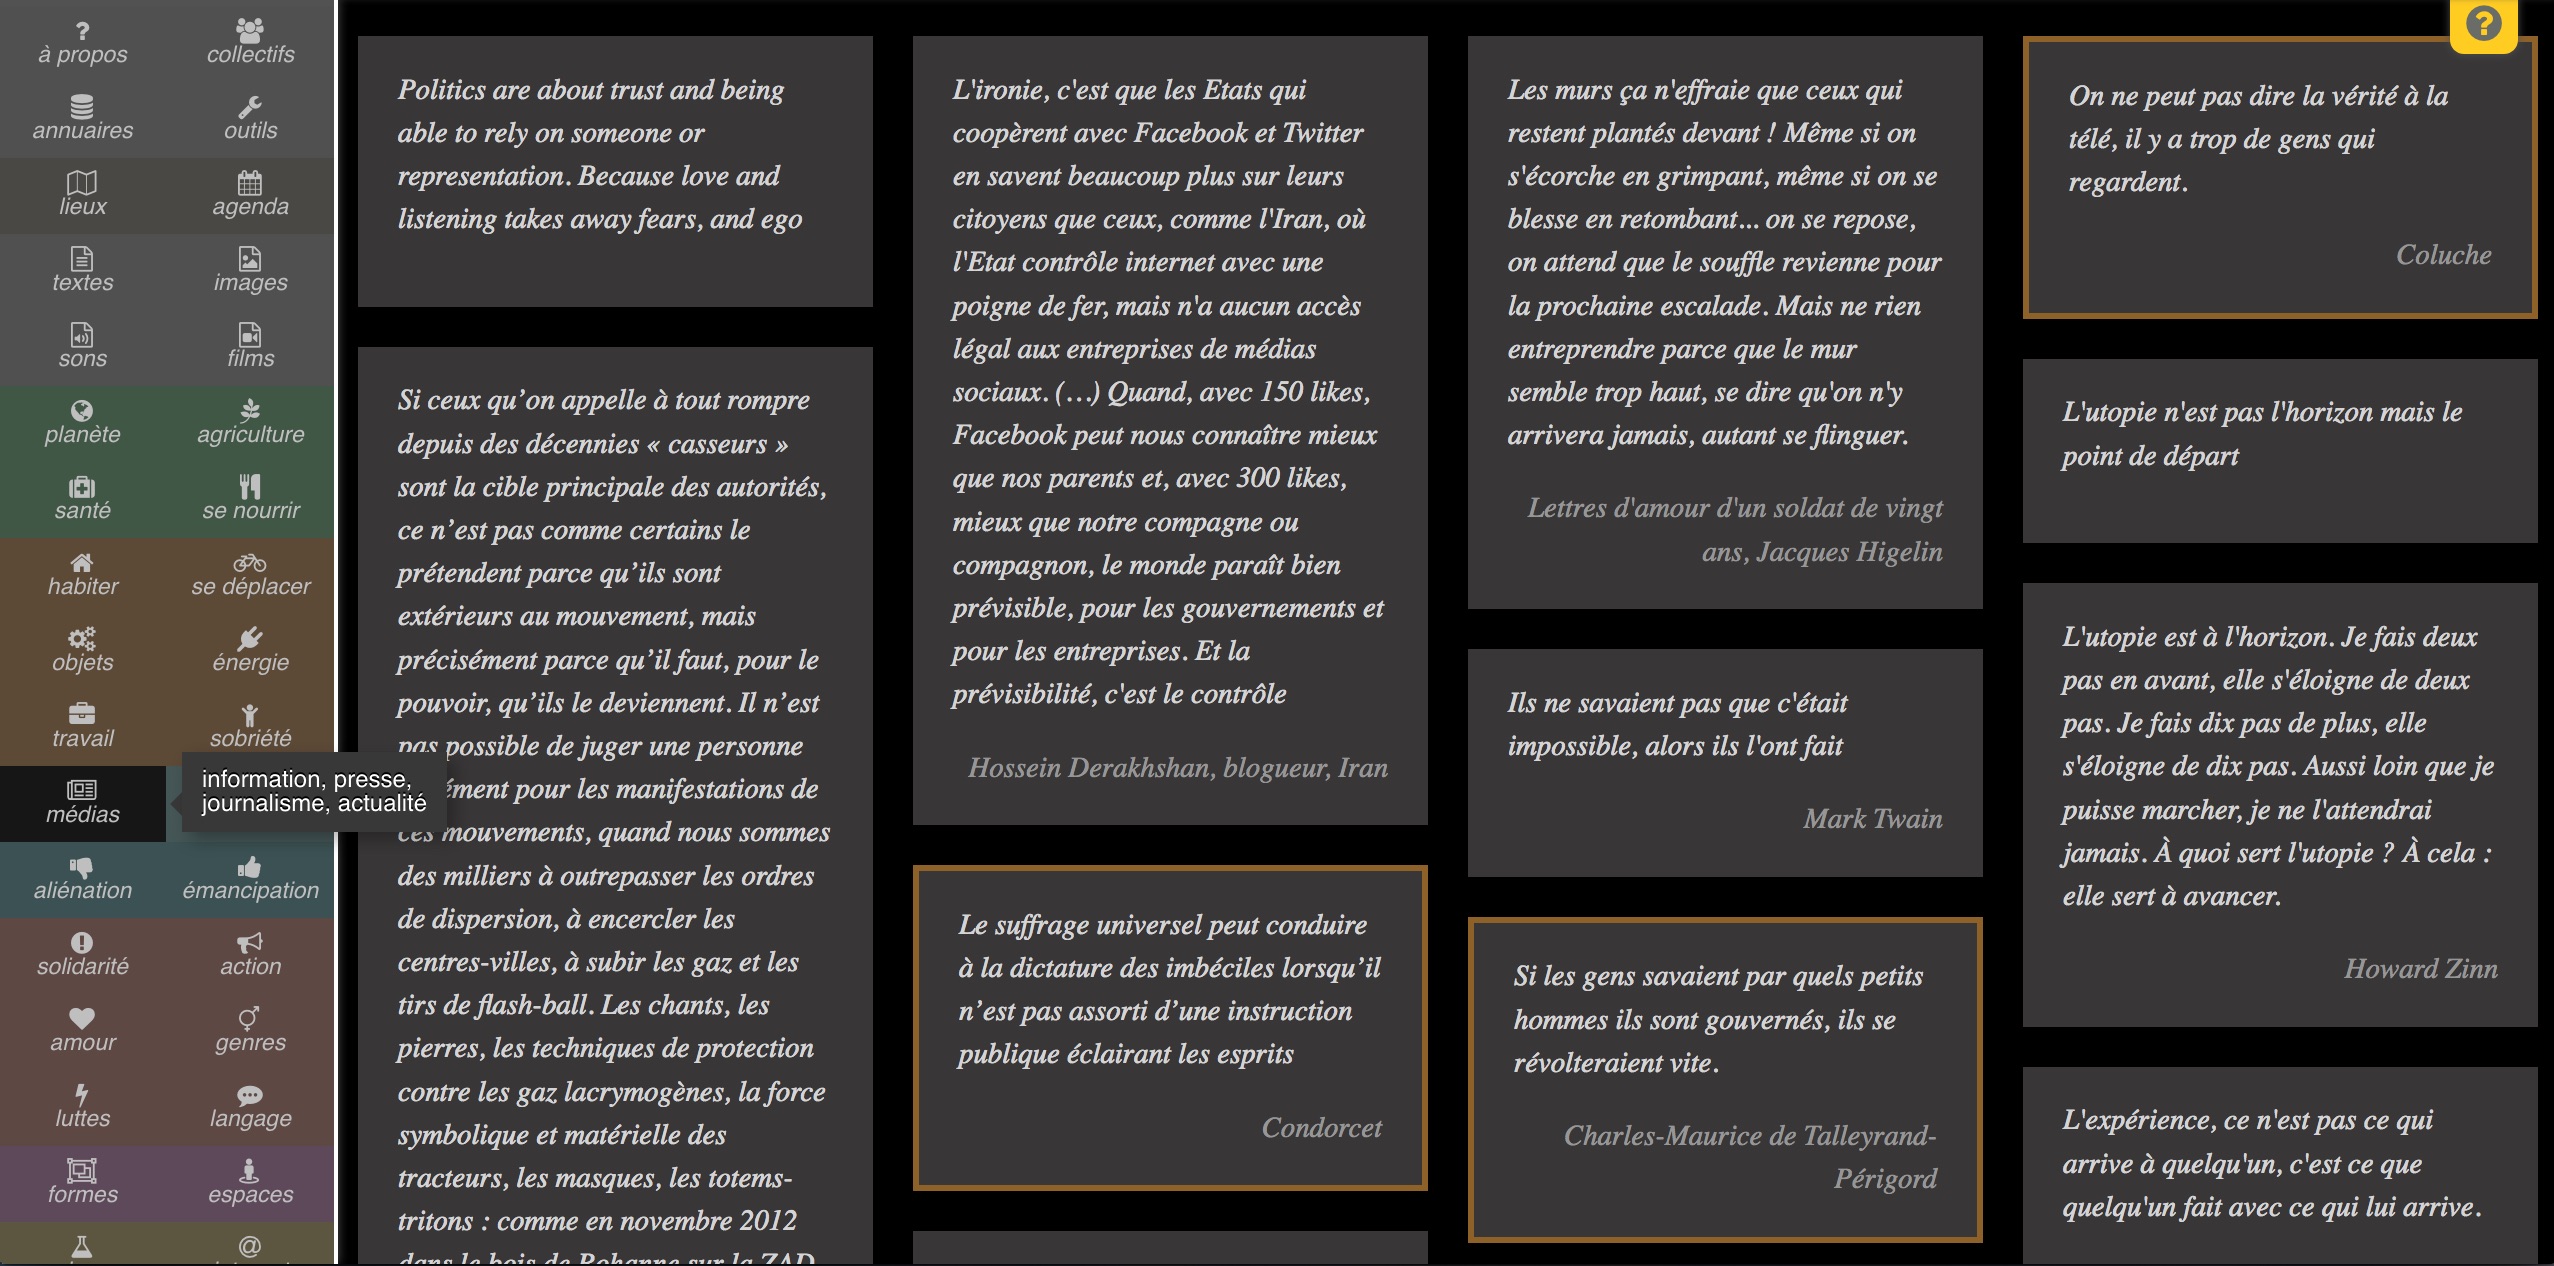 ?
à propos
collectifs
annuaires
outils
lieux
agenda
textes
images
sons
films
planète
agriculture
santé
se nourrir
habiter
se déplacer
objets
énergie
travail
sobriété
médias
information, presse,
journalisme, actualité
aliénation
émancipation
solidarité
action
amour
genres
luttes
langage
formes
espaces
@
Politics are about trust and being
able to rely on someone or
representation. Because love and
listening takes away fears, and ego
Si ceux qu’on appelle à tout rompre
depuis des décennies « casseurs »
sont la cible principale des autorités,
ce n’est pas comme certains le
prétendent parce qu’ils sont
extérieurs au mouvement, mais
précisément parce qu’il faut, pour le
pouvoir, qu’ils le deviennent. Il n’est
pas possible de juger une personne
ément pour les manifestations de
ces mouvements, quand nous sommes
des milliers à outrepasser les ordres
de dispersion, à encercler les
centres-villes, à subir les gaz et les
tirs de flash-ball. Les chants, les
pierres, les techniques de protection
contre les gaz lacrymogènes, la force
symbolique et matérielle des
tracteurs, les masques, les totems-
tritons : comme en novembre 2012
dans le bois de Rohanne sur la ZAD
L'ironie, c'est que les Etats qui
coopèrent avec Facebook et Twitter
en savent beaucoup plus sur leurs
citoyens que ceux, comme l'Iran, où
l'Etat contrôle internet avec une
poigne de fer, mais n'a aucun accès
légal aux entreprises de médias
sociaux. (…) Quand, avec 150 likes,
Facebook peut nous connaître mieux
que nos parents et, avec 300 likes,
mieux que notre compagne ou
compagnon, le monde paraît bien
prévisible, pour les gouvernements et
pour les entreprises. Et la
prévisibilité, c'est le contrôle
Hossein Derakhshan, blogueur, Iran
Le suffrage universel peut conduire
à la dictature des imbéciles lorsqu’il
n’est pas assorti d’une instruction
publique éclairant les esprits
Condorcet
Les murs ça n'effraie que ceux qui
restent plantés devant ! Même si on
s'écorche en grimpant, même si on se
blesse en retombant... on se repose,
on attend que le souffle revienne pour
la prochaine escalade. Mais ne rien
entreprendre parce que le mur
semble trop haut, se dire qu'on n'y
arrivera jamais, autant se flinguer.
Lettres d'amour d'un soldat de vingt
ans, Jacques Higelin
Ils ne savaient pas que c'était
impossible, alors ils l'ont fait
Mark Twain
Si les gens savaient par quels petits
hommes ils sont gouvernés, ils se
révolteraient vite.
Charles-Maurice de Talleyrand-
Périgord
?
On ne peut pas dire la vérité à la
télé, il y a trop de gens qui
regardent.
Coluche
L'utopie n'est pas l'horizon mais le
point de départ
L'utopie est à l'horizon. Je fais deux
pas en avant, elle s'éloigne de deux
pas. Je fais dix pas de plus, elle
s'éloigne de dix pas. Aussi loin que je
puisse marcher, je ne l'attendrai
jamais. À quoi sert l'utopie ? À cela :
elle sert à avancer.
Howard Zinn
L'expérience, ce n'est pas ce qui
arrive à quelqu'un, c'est ce que
quelqu'un fait avec ce qui lui arrive.